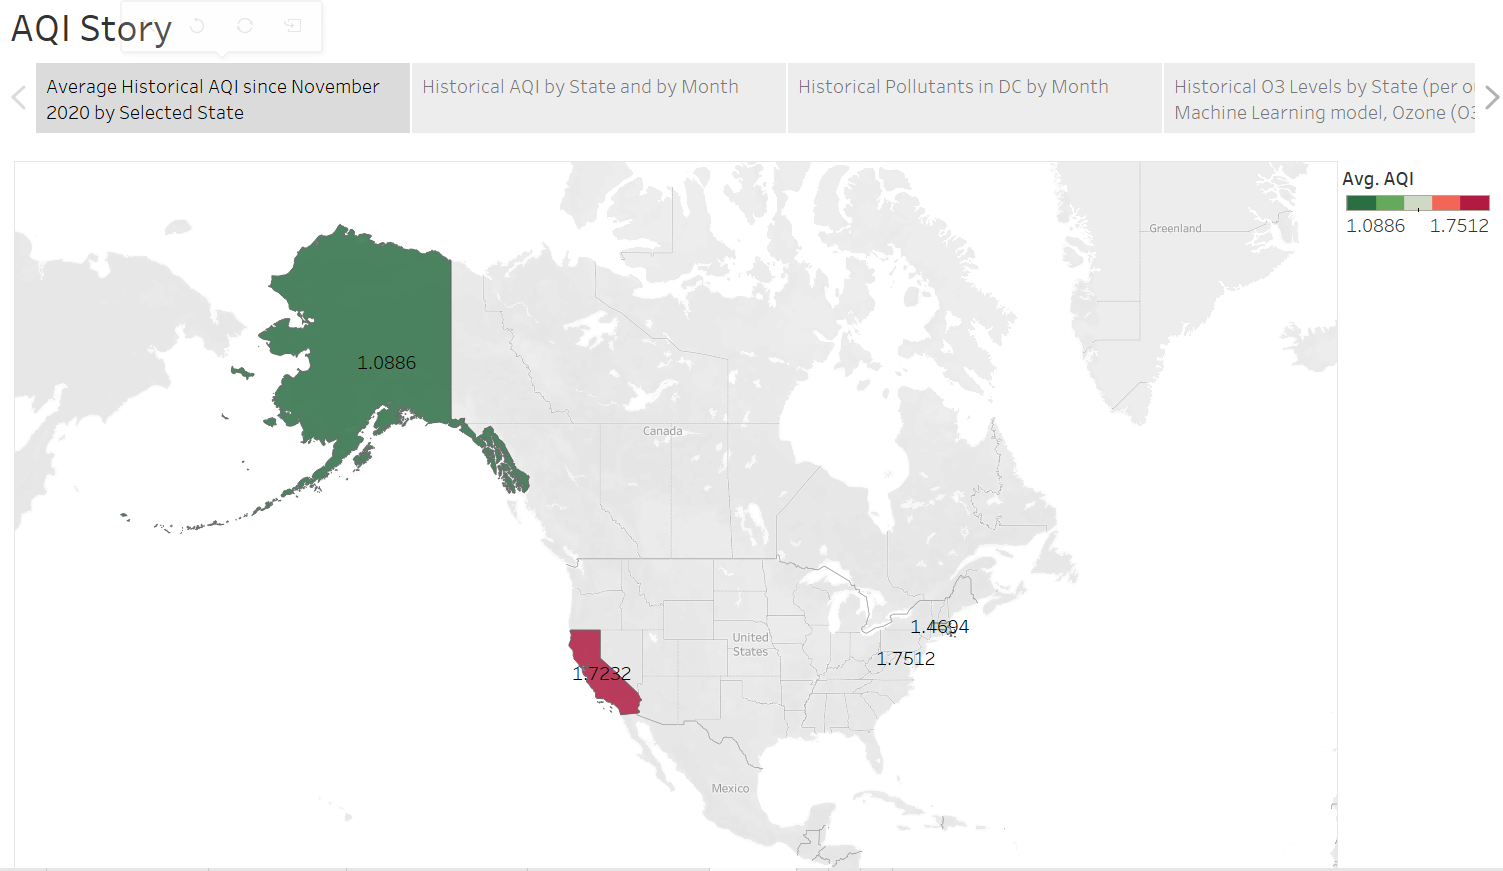 AQI Story
Average Historical AQI since November
2020 by Selected State
Historical AQI by State and by Month
Historical Pollutants in DC by Month
Historical O3 Levels by State (per
Machine Learning model, Ozone (O3
Avg. AQI
1.0886 1.7512
Greenland
1.0886
Canada
1.4694
United
States
1.7512
1.7232
Mexico